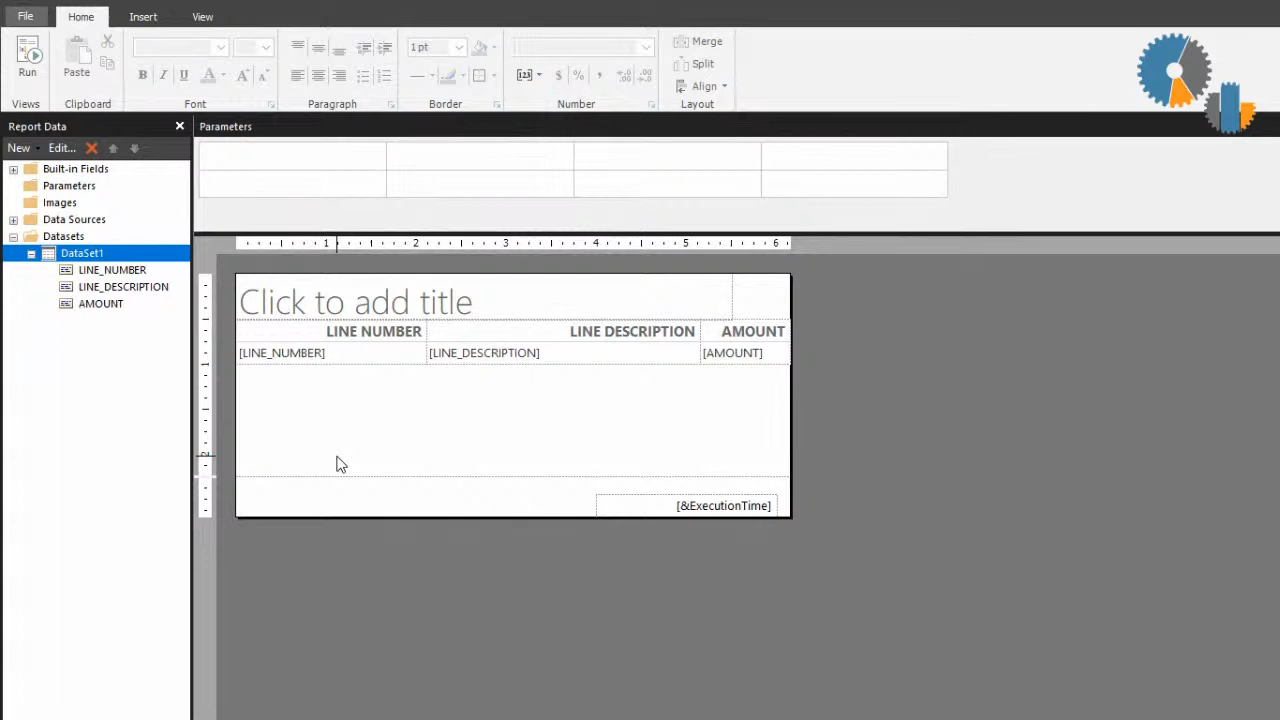 File Home Insert View
1pt Merge
Run Paste B I U A A A [123] $ % , Split
Align
Views Clipboard Font Paragraph Border Number Layout
Report Data Parameters
New Edit...
Built-in Fields
Parameters
Images
Data Sources
Datasets
DataSet1
LINE_NUMBER
LINE_DESCRIPTION
AMOUNT
1 2 3 4 5 6
Click to add title
LINE NUMBER LINE DESCRIPTION AMOUNT
[LINE_NUMBER] [LINE_DESCRIPTION] [AMOUNT]
[&ExecutionTime]